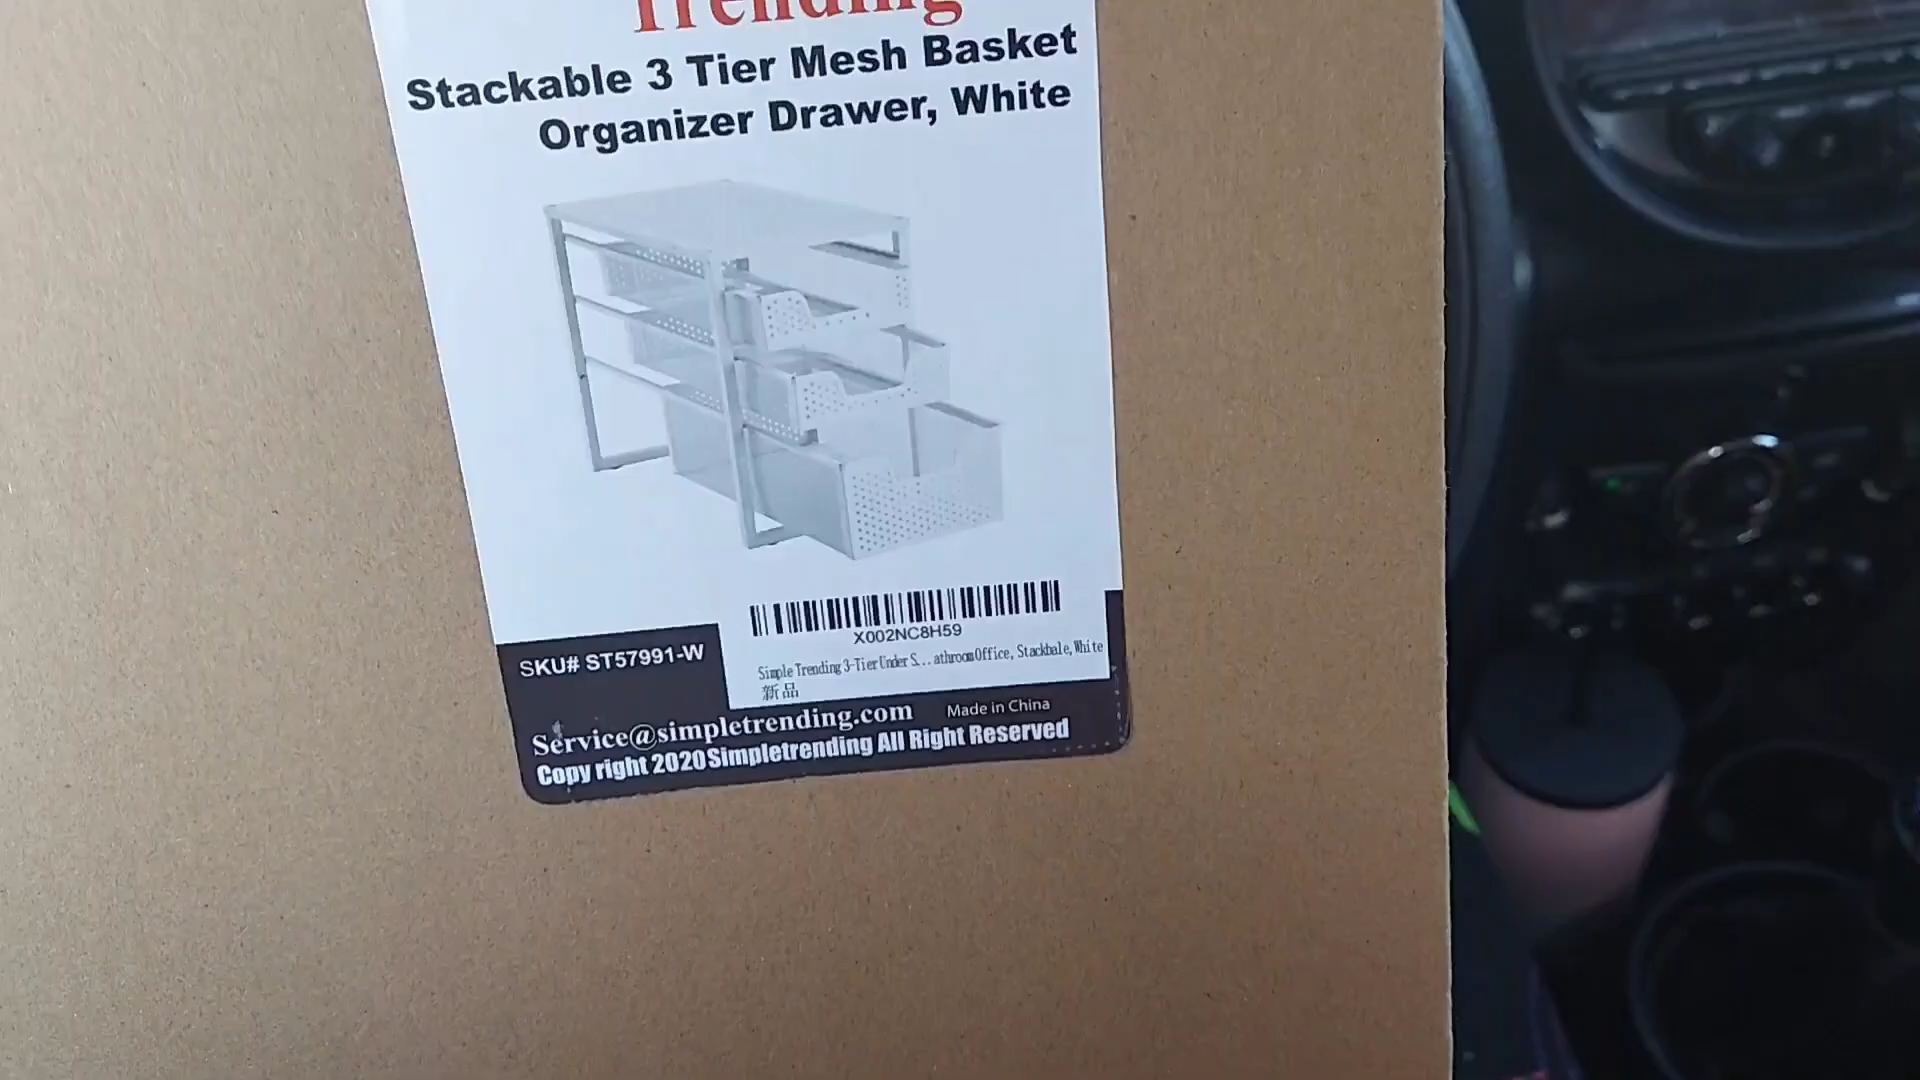 Trending
Stackable 3 Tier Mesh Basket
Organizer Drawer, White
X002NC8H59
Simple Trending 3-Tier Under S... athroom Office, Stackbale, White
新品
SKU# ST57991-W
Service@simpletrending.com
Made in China
Copy right 2020 Simpletrending All Right Reserved